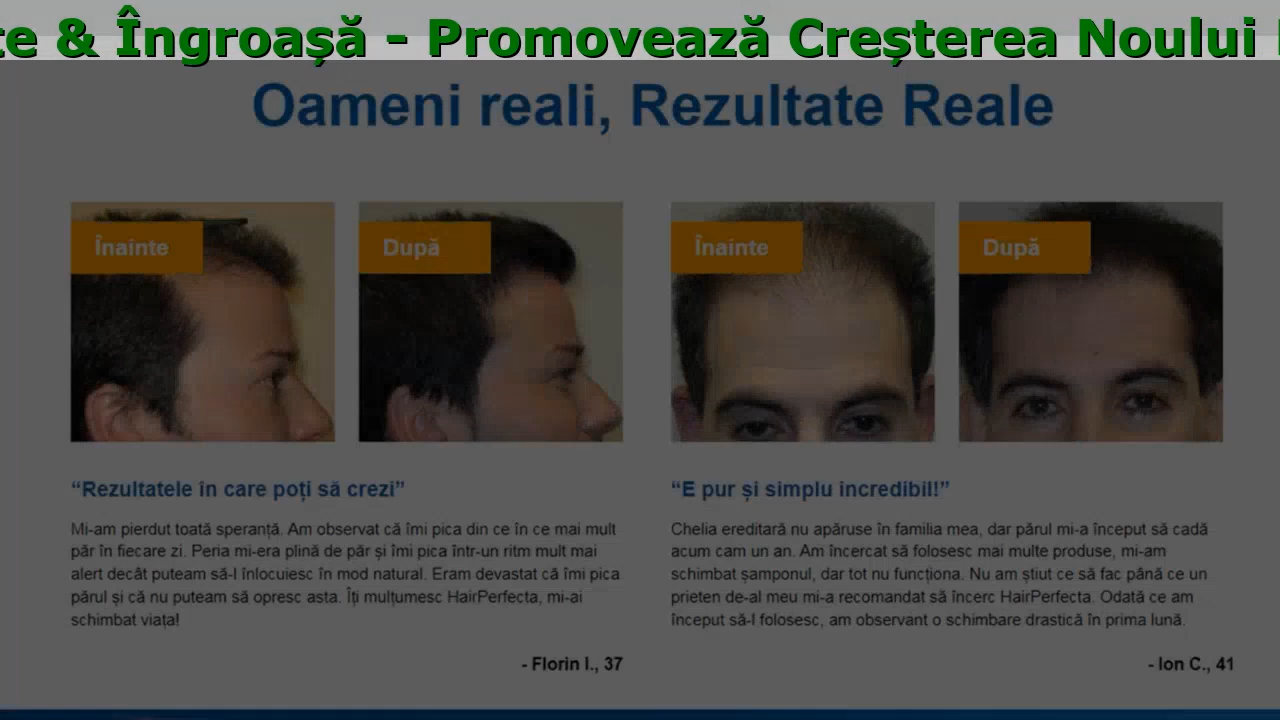 & Îngroașă - Promovează Creșterea Noului
Oameni reali, Rezultate Reale
Înainte
După
Înainte
După
“Rezultatele în care poți să crezi”
Mi-am pierdut toată speranță. Am observat că îmi pica din ce în ce mai mult
păr în fiecare zi. Peria mi-era plină de păr și îmi pica într-un ritm mult mai
alert decât puteam să-l înlocuiesc în mod natural. Eram devastat că îmi pica
părul și că nu puteam să opresc asta. Îți mulțumesc HairPerfecta, mi-ai
schimbat viața!
- Florin I., 37
“E pur și simplu incredibil!”
Chelia ereditară nu apăruse în familia mea, dar părul mi-a început să cadă
acum cam un an. Am încercat să folosesc mai multe produse, mi-am
schimbat șamponul, dar tot nu funcționa. Nu am știut ce să fac până ce un
prieten de-al meu mi-a recomandat să încerc HairPerfecta. Odată ce am
început să-l folosesc, am observant o schimbare drastică în prima lună.
- Ion C., 41